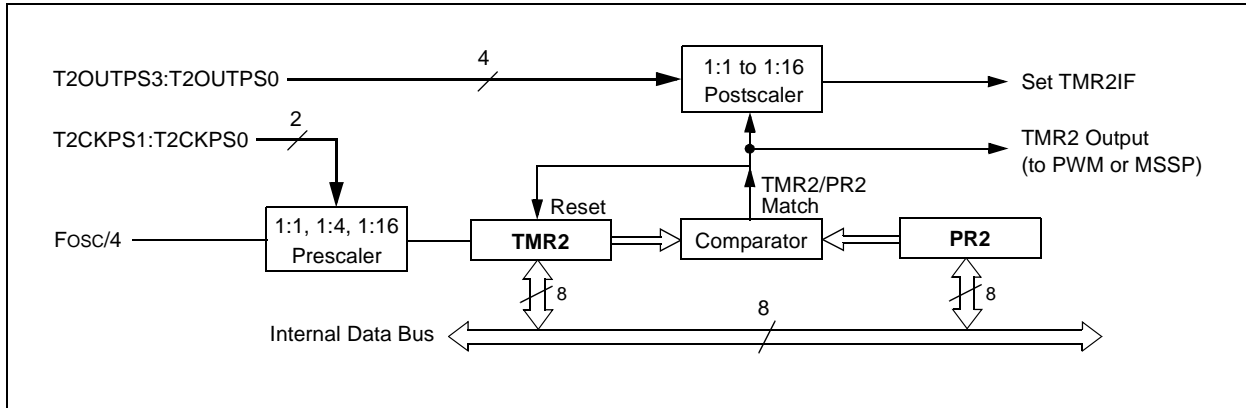 4
1:1 to 1:16
Postscaler
T2OUTPS3:T2OUTPS0
Set TMR2IF
2
T2CKPS1:T2CKPS0
TMR2 Output
(to PWM or MSSP)
TMR2/PR2
Match
Reset
1:1, 1:4, 1:16
Prescaler
FOSC/4
TMR2
Comparator
PR2
8
8
8
Internal Data Bus